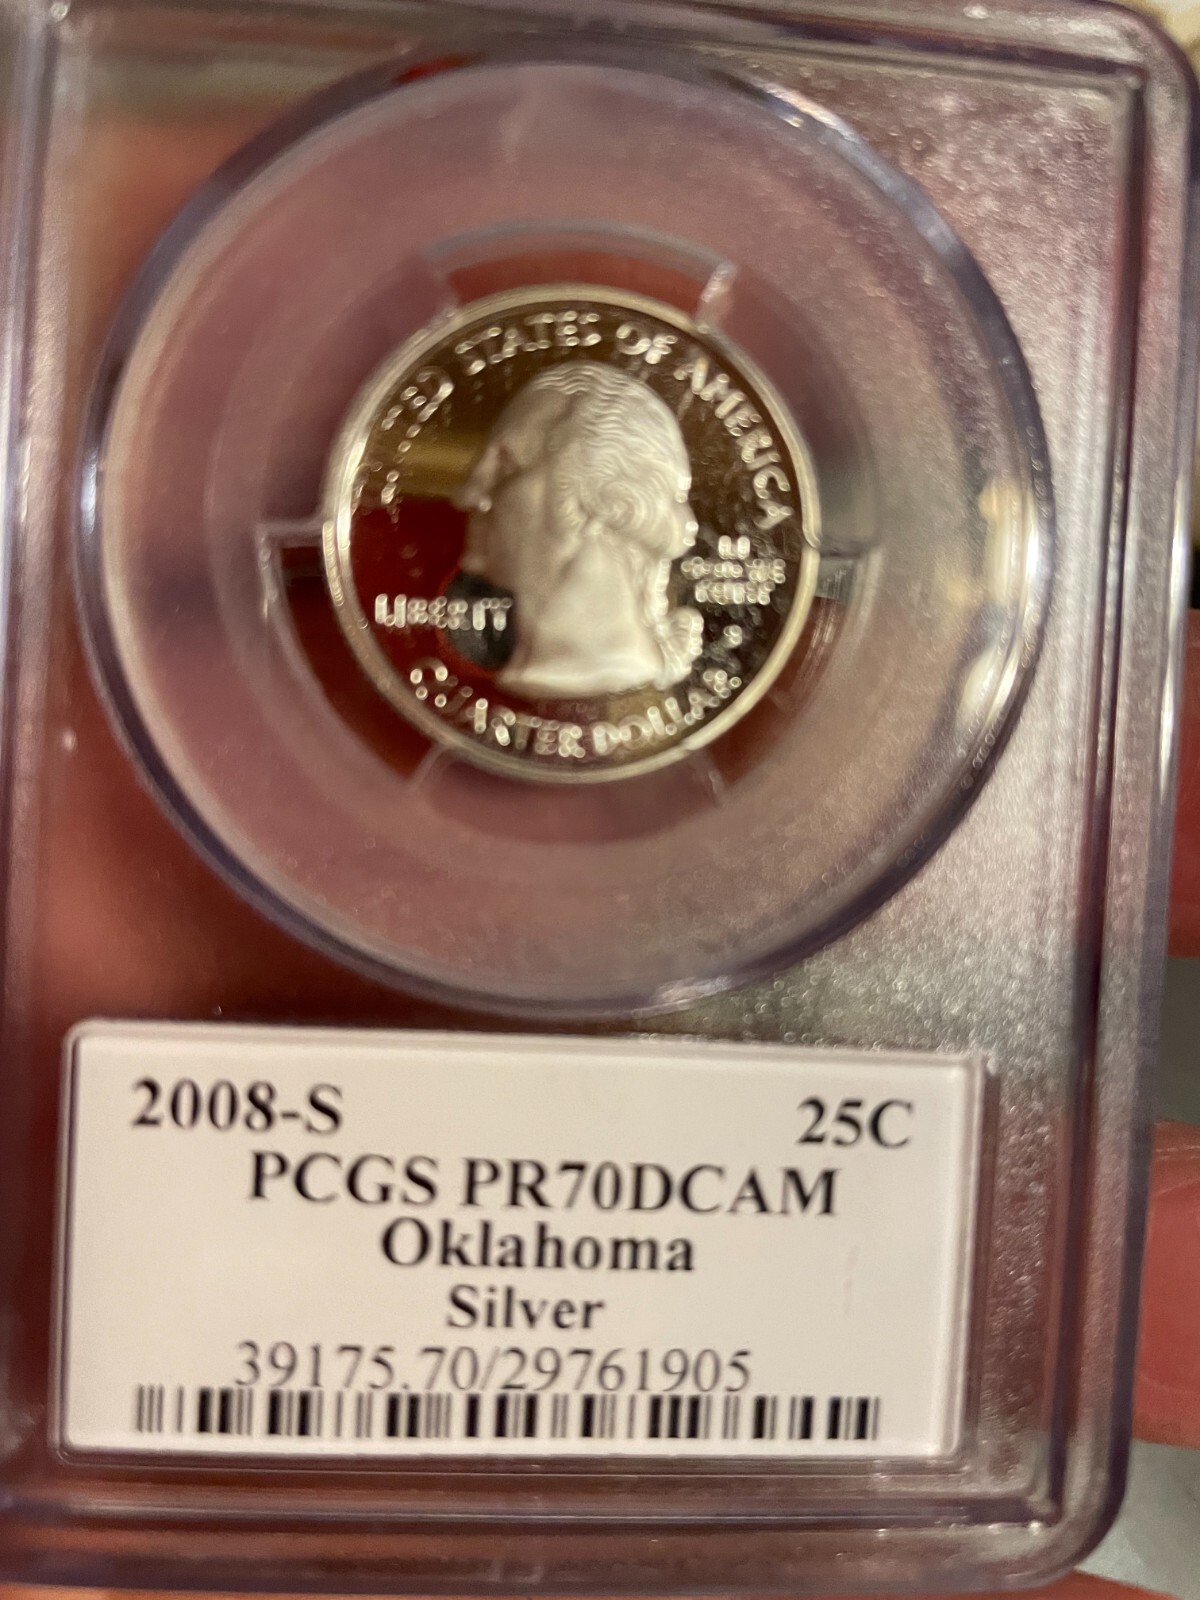 STATES OF AMERICA
LIBERTY
QUARTER DOLLAR
2008-S 25C
PCGS PR70DCAM
Oklahoma
Silver
39175.70/29761905